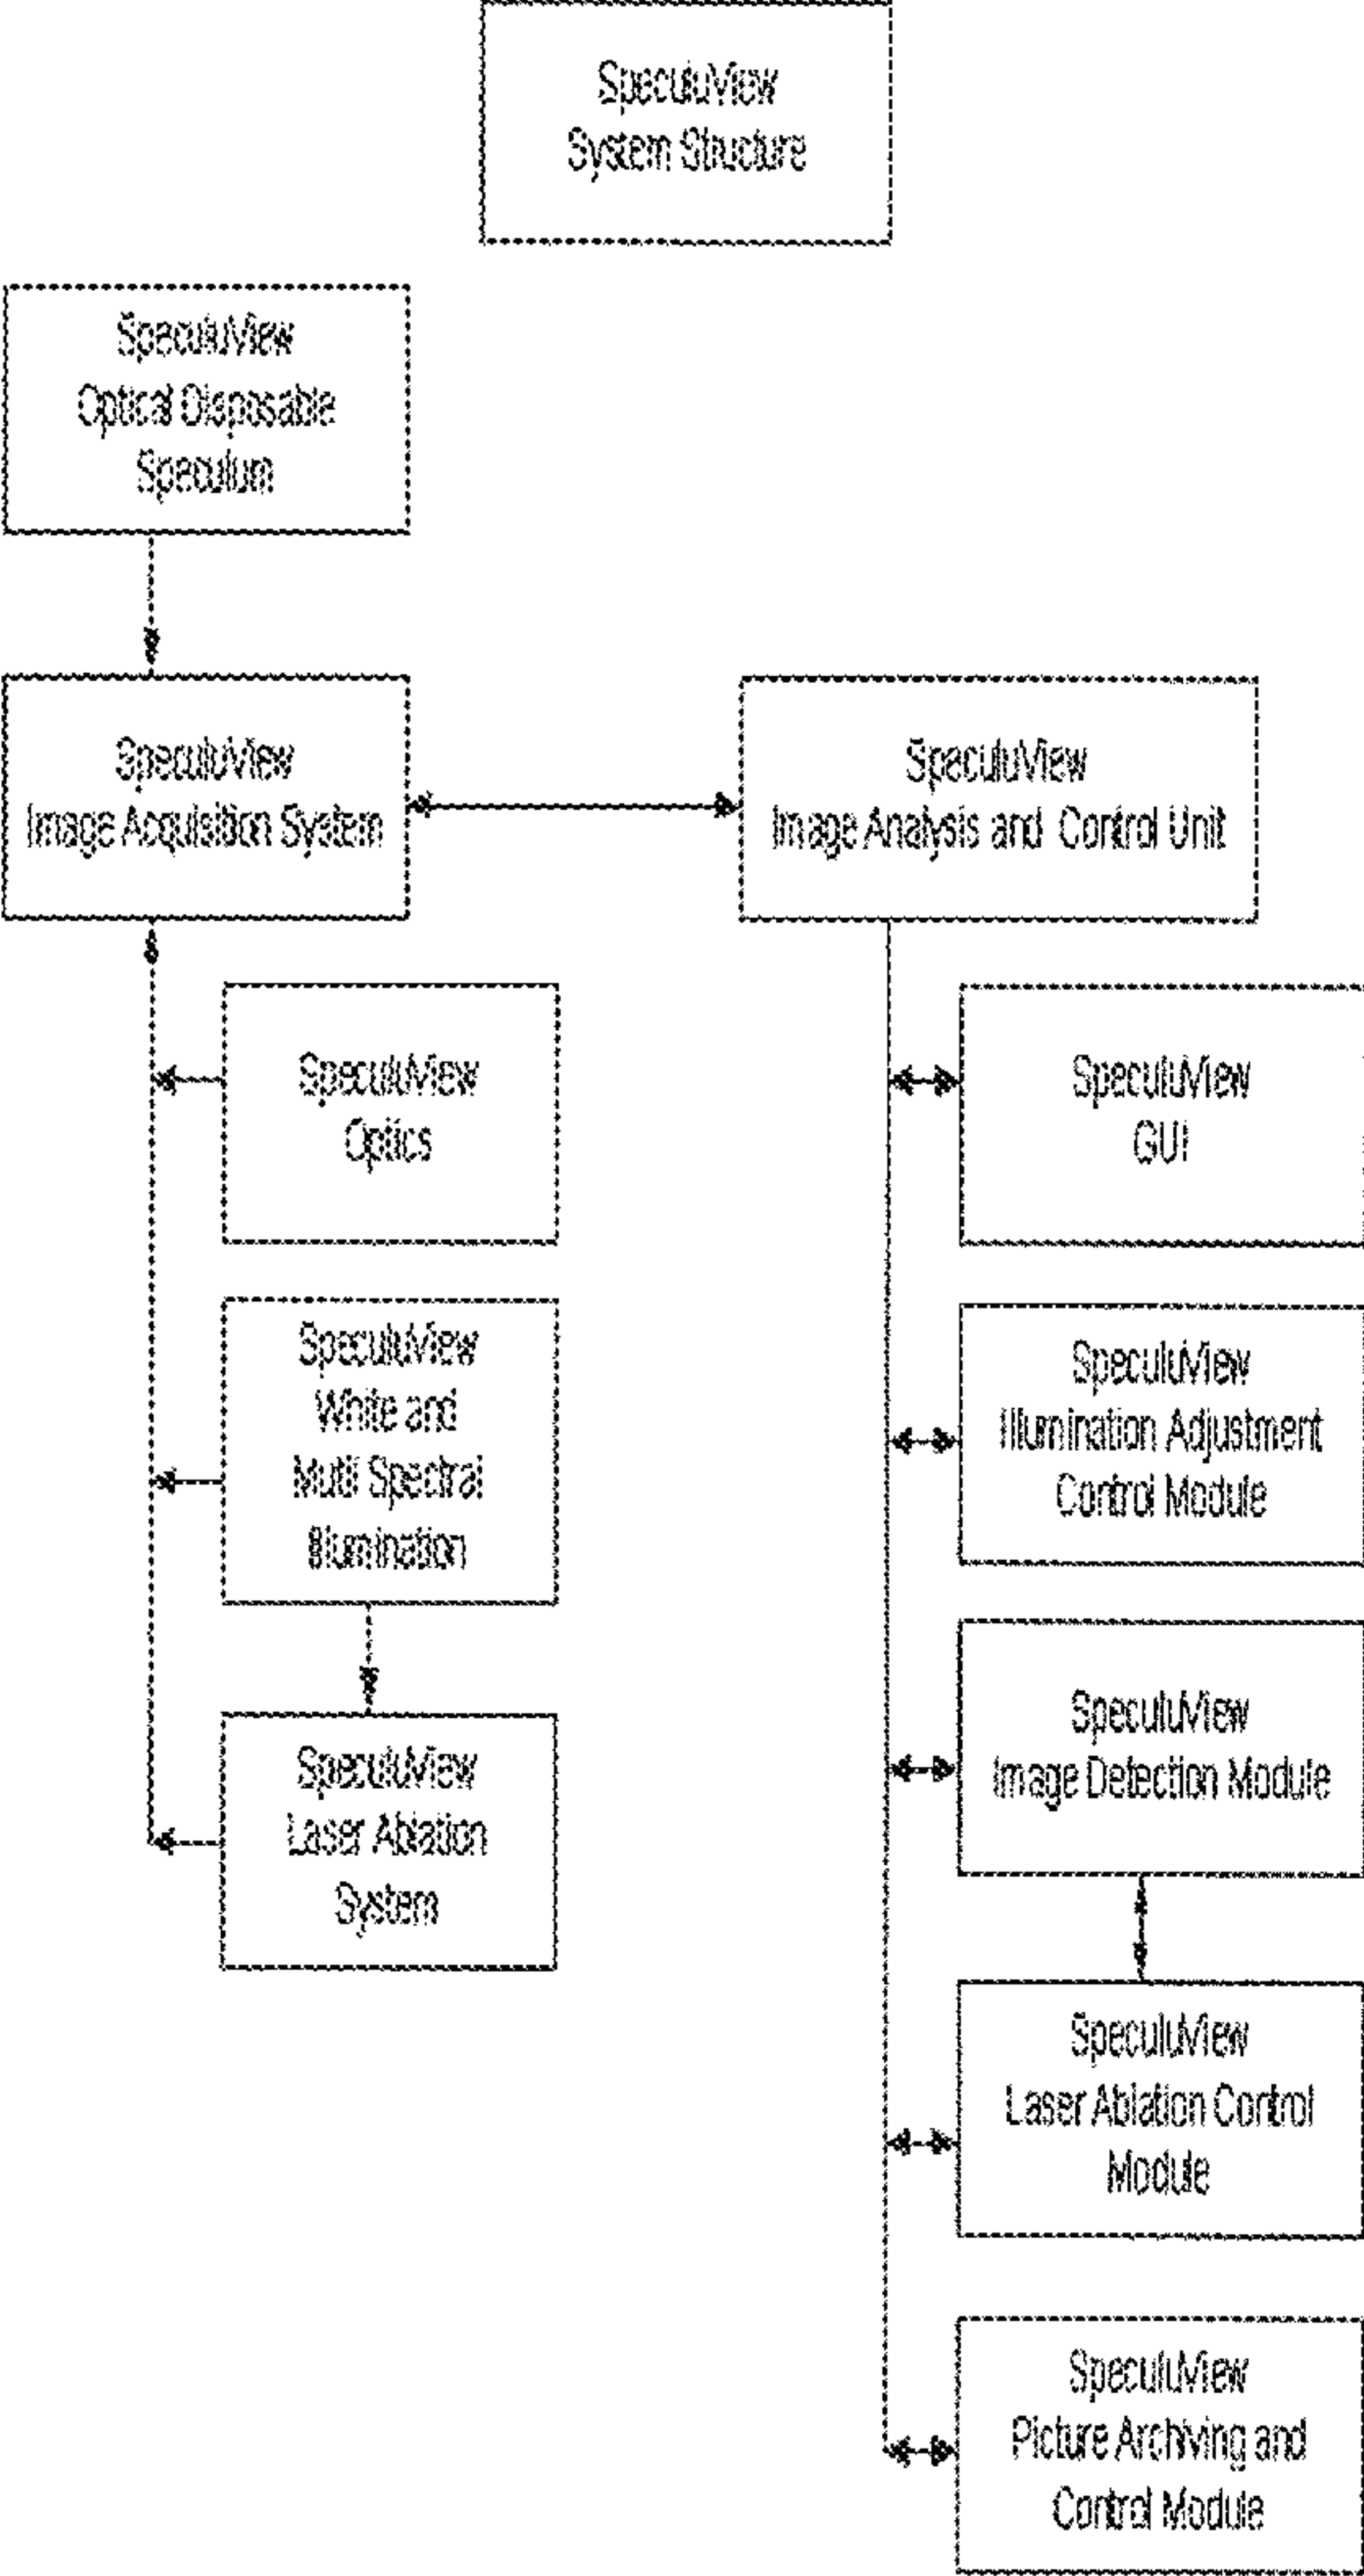 SpeculuView
System Structure
SpeculuView
Optical Disposable
Speculum
SpeculuView
Image Acquisition System
SpeculuView
Image Analysis and Control Unit
SpeculuView
Optics
SpeculuView
White and
Multi Spectral
Illumination
SpeculuView
Laser Ablation
System
SpeculuView
GUI
SpeculuView
Illumination Adjustment
Control Module
SpeculuView
Image Detection Module
SpeculuView
Laser Ablation Control
Module
SpeculuView
Picture Archiving and
Control Module